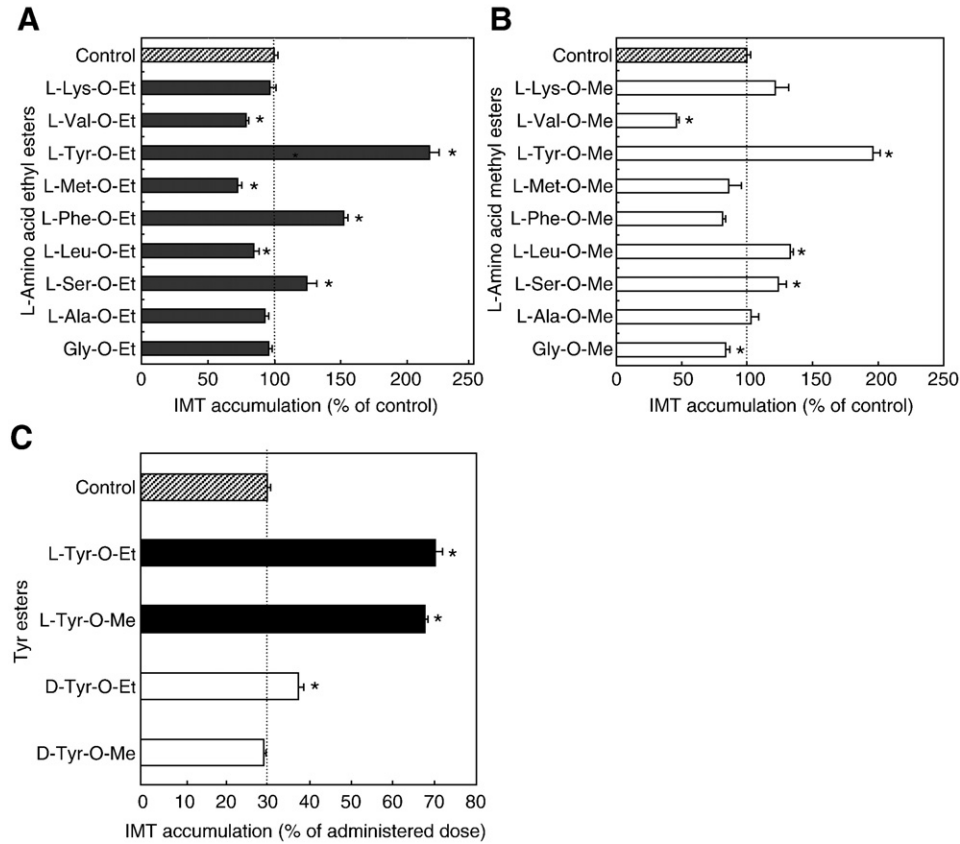 A
L-Amino acid ethyl esters
Control
L-Lys-O-Et
*
L-Val-O-Et
*
L-Tyr-O-Et
*
L-Met-O-Et
*
L-Phe-O-Et
*
L-Leu-O-Et
*
L-Ser-O-Et
L-Ala-O-Et
Gly-O-Et
0 50 100 150 200 250
IMT accumulation (% of control)
B
L-Amino acid methyl esters
Control
L-Lys-O-Me
L-Val-O-Me
*
L-Tyr-O-Me
*
L-Met-O-Me
L-Phe-O-Me
L-Leu-O-Me
*
L-Ser-O-Me
*
L-Ala-O-Me
Gly-O-Me
*
0 50 100 150 200 250
IMT accumulation (% of control)
C
Tyr esters
Control
L-Tyr-O-Et
*
L-Tyr-O-Me
*
D-Tyr-O-Et
*
D-Tyr-O-Me
0 10 20 30 40 50 60 70 80
IMT accumulation (% of administered dose)